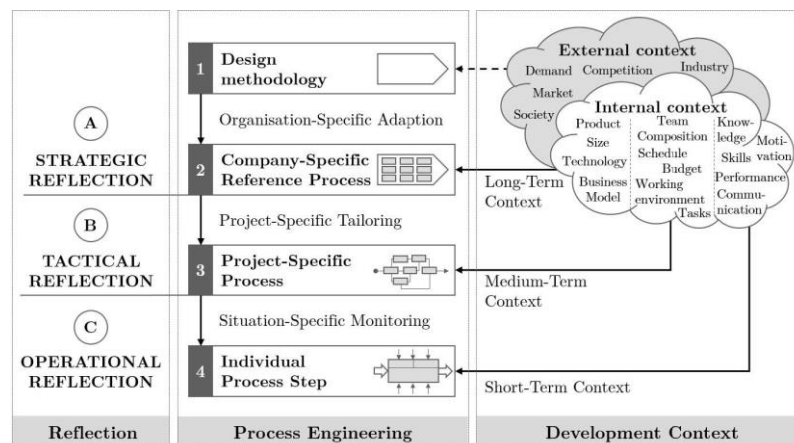 A
STRATEGIC
REFLECTION
B
TACTICAL
REFLECTION
C
OPERATIONAL
REFLECTION
Reflection
1
Design
methodology
Organisation-Specific Adaption
2
Company-Specific
Reference Process
Project-Specific Tailoring
3
Project-Specific
Process
Situation-Specific Monitoring
4
Individual
Process Step
Process Engineering
External context
Demand
Competition
Industry
Market
Society
Internal context
Product
Size
Technology
Business
Model
Team
Composition
Schedule
Budget
Working
environment
Tasks
Know-
ledge
Skills
Moti-
vation
Performance
Commu-
nication
Long-Term
Context
Medium-Term
Context
Short-Term Context
Development Context